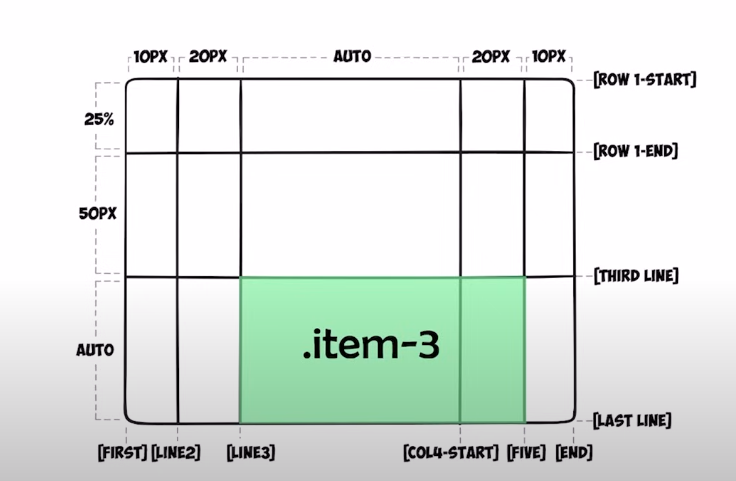 10PX 20PX AUTO 20PX 10PX
[ROW 1-START]
25%
[ROW 1-END]
50PX
[THIRD LINE]
.item-3
AUTO
[LAST LINE]
[FIRST] [LINE2] [LINE3] [COL4-START] [FIVE] [END]